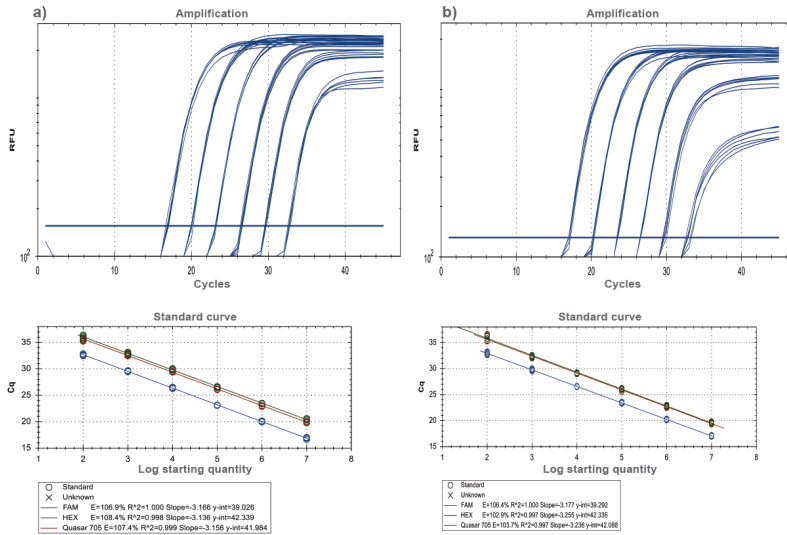 a)
Amplification
RFU
10²
0
10
20
30
40
Cycles
b)
Amplification
RFU
10²
0
10
20
30
40
Cycles
Standard curve
Cq
35
30
25
20
15
1
2
3
4
5
6
7
8
Log starting quantity
Standard
Unknown
FAM E=106.9% R^2=1.000 Slope=-3.166 y-int=39.026
HEX E=108.4% R^2=0.998 Slope=-3.136 y-int=42.339
Quasar 705 E=107.4% R^2=0.999 Slope=-3.156 y-int=41.984
Standard curve
Cq
35
30
25
20
15
1
2
3
4
5
6
7
8
Log starting quantity
Standard
Unknown
FAM E=106.4% R^2=1.000 Slope=-3.177 y-int=39.292
HEX E=102.9% R^2=0.997 Slope=-3.255 y-int=42.336
Quasar 705 E=103.7% R^2=0.997 Slope=-3.236 y-int=42.088